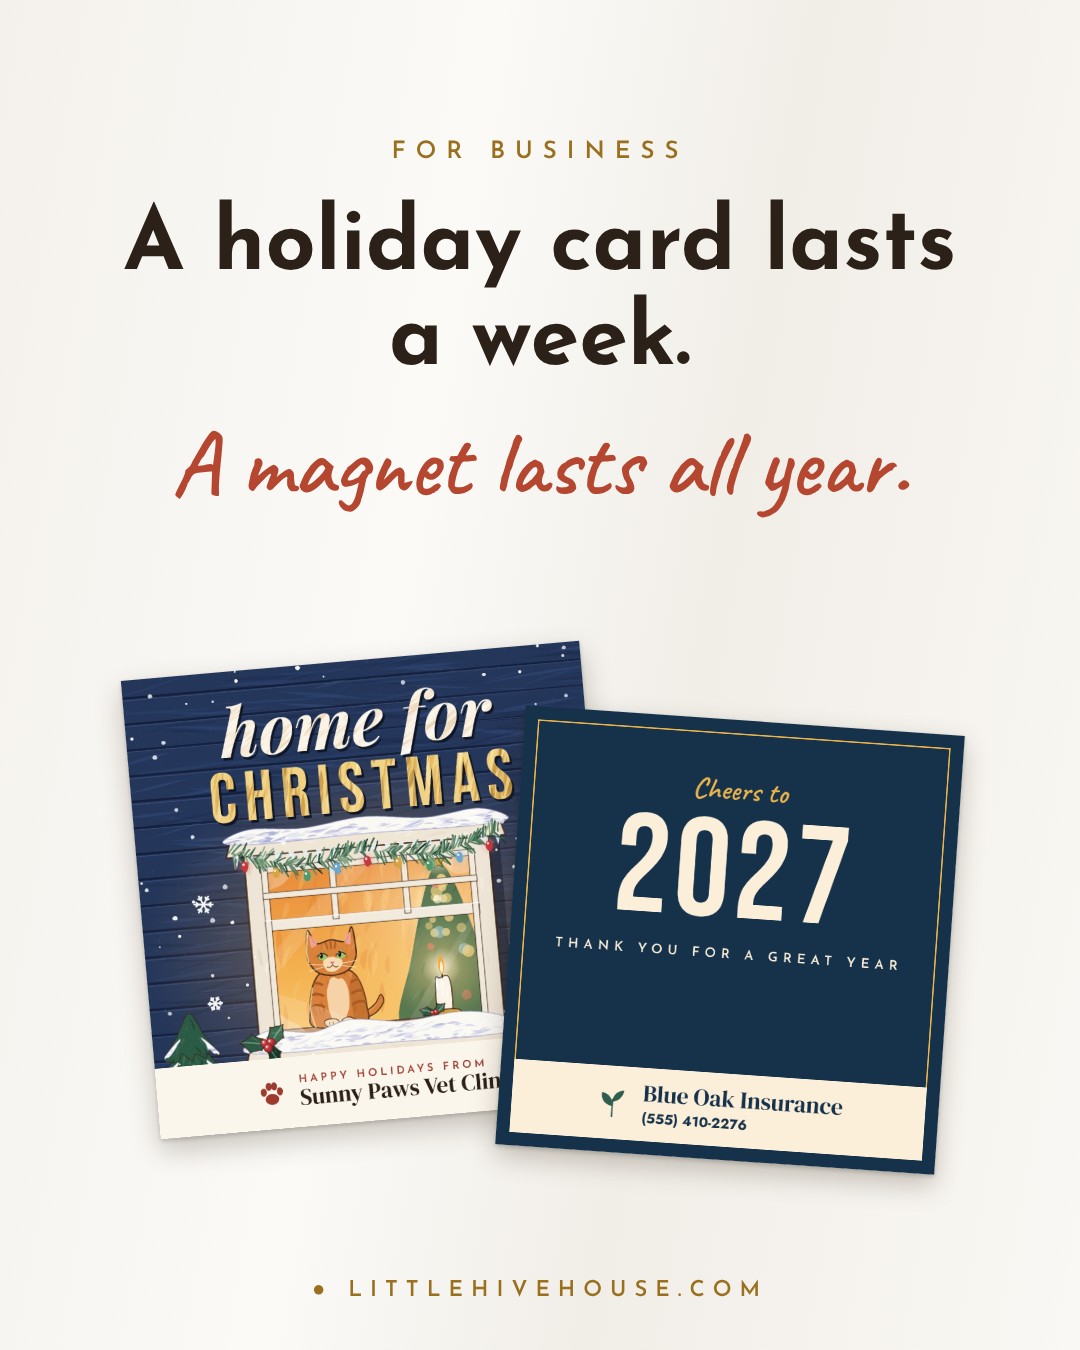 FOR BUSINESS
A holiday card lasts
a week.
A magnet lasts all year.
home for
CHRISTMAS
HAPPY HOLIDAYS FROM
Sunny Paws Vet Clin
Cheers to
2027
THANK YOU FOR A GREAT YEAR
Blue Oak Insurance
(555) 410-2276
• LITTLEHIVEHOUSE.COM